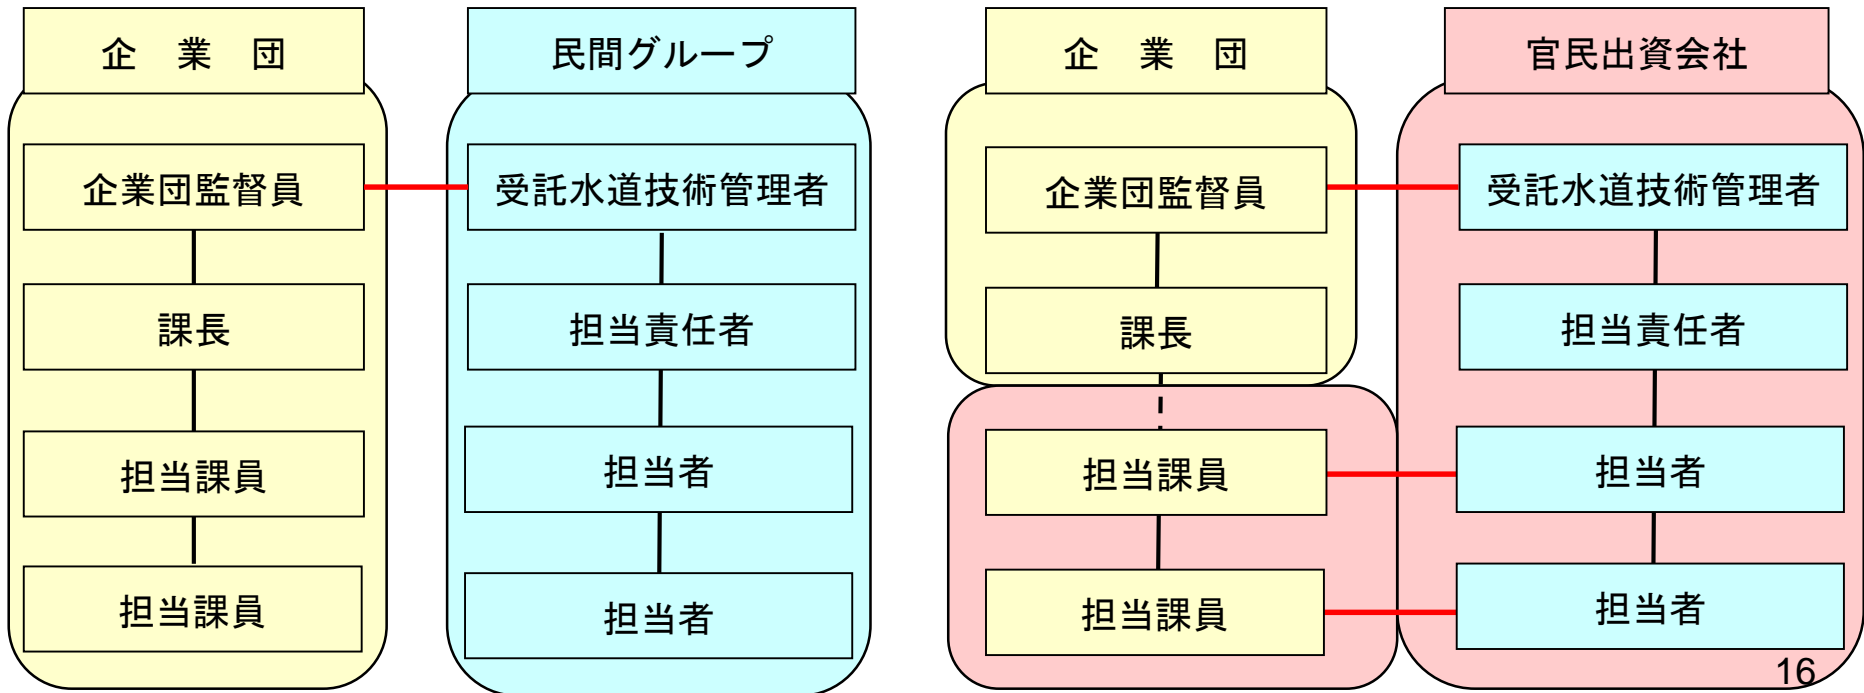 企　業　団
企業団監督員
課長
担当課員
担当課員
民間グループ
受託水道技術管理者
担当責任者
担当者
担当者
企　業　団
企業団監督員
課長
担当課員
担当課員
官民出資会社
受託水道技術管理者
担当責任者
担当者
担当者
16